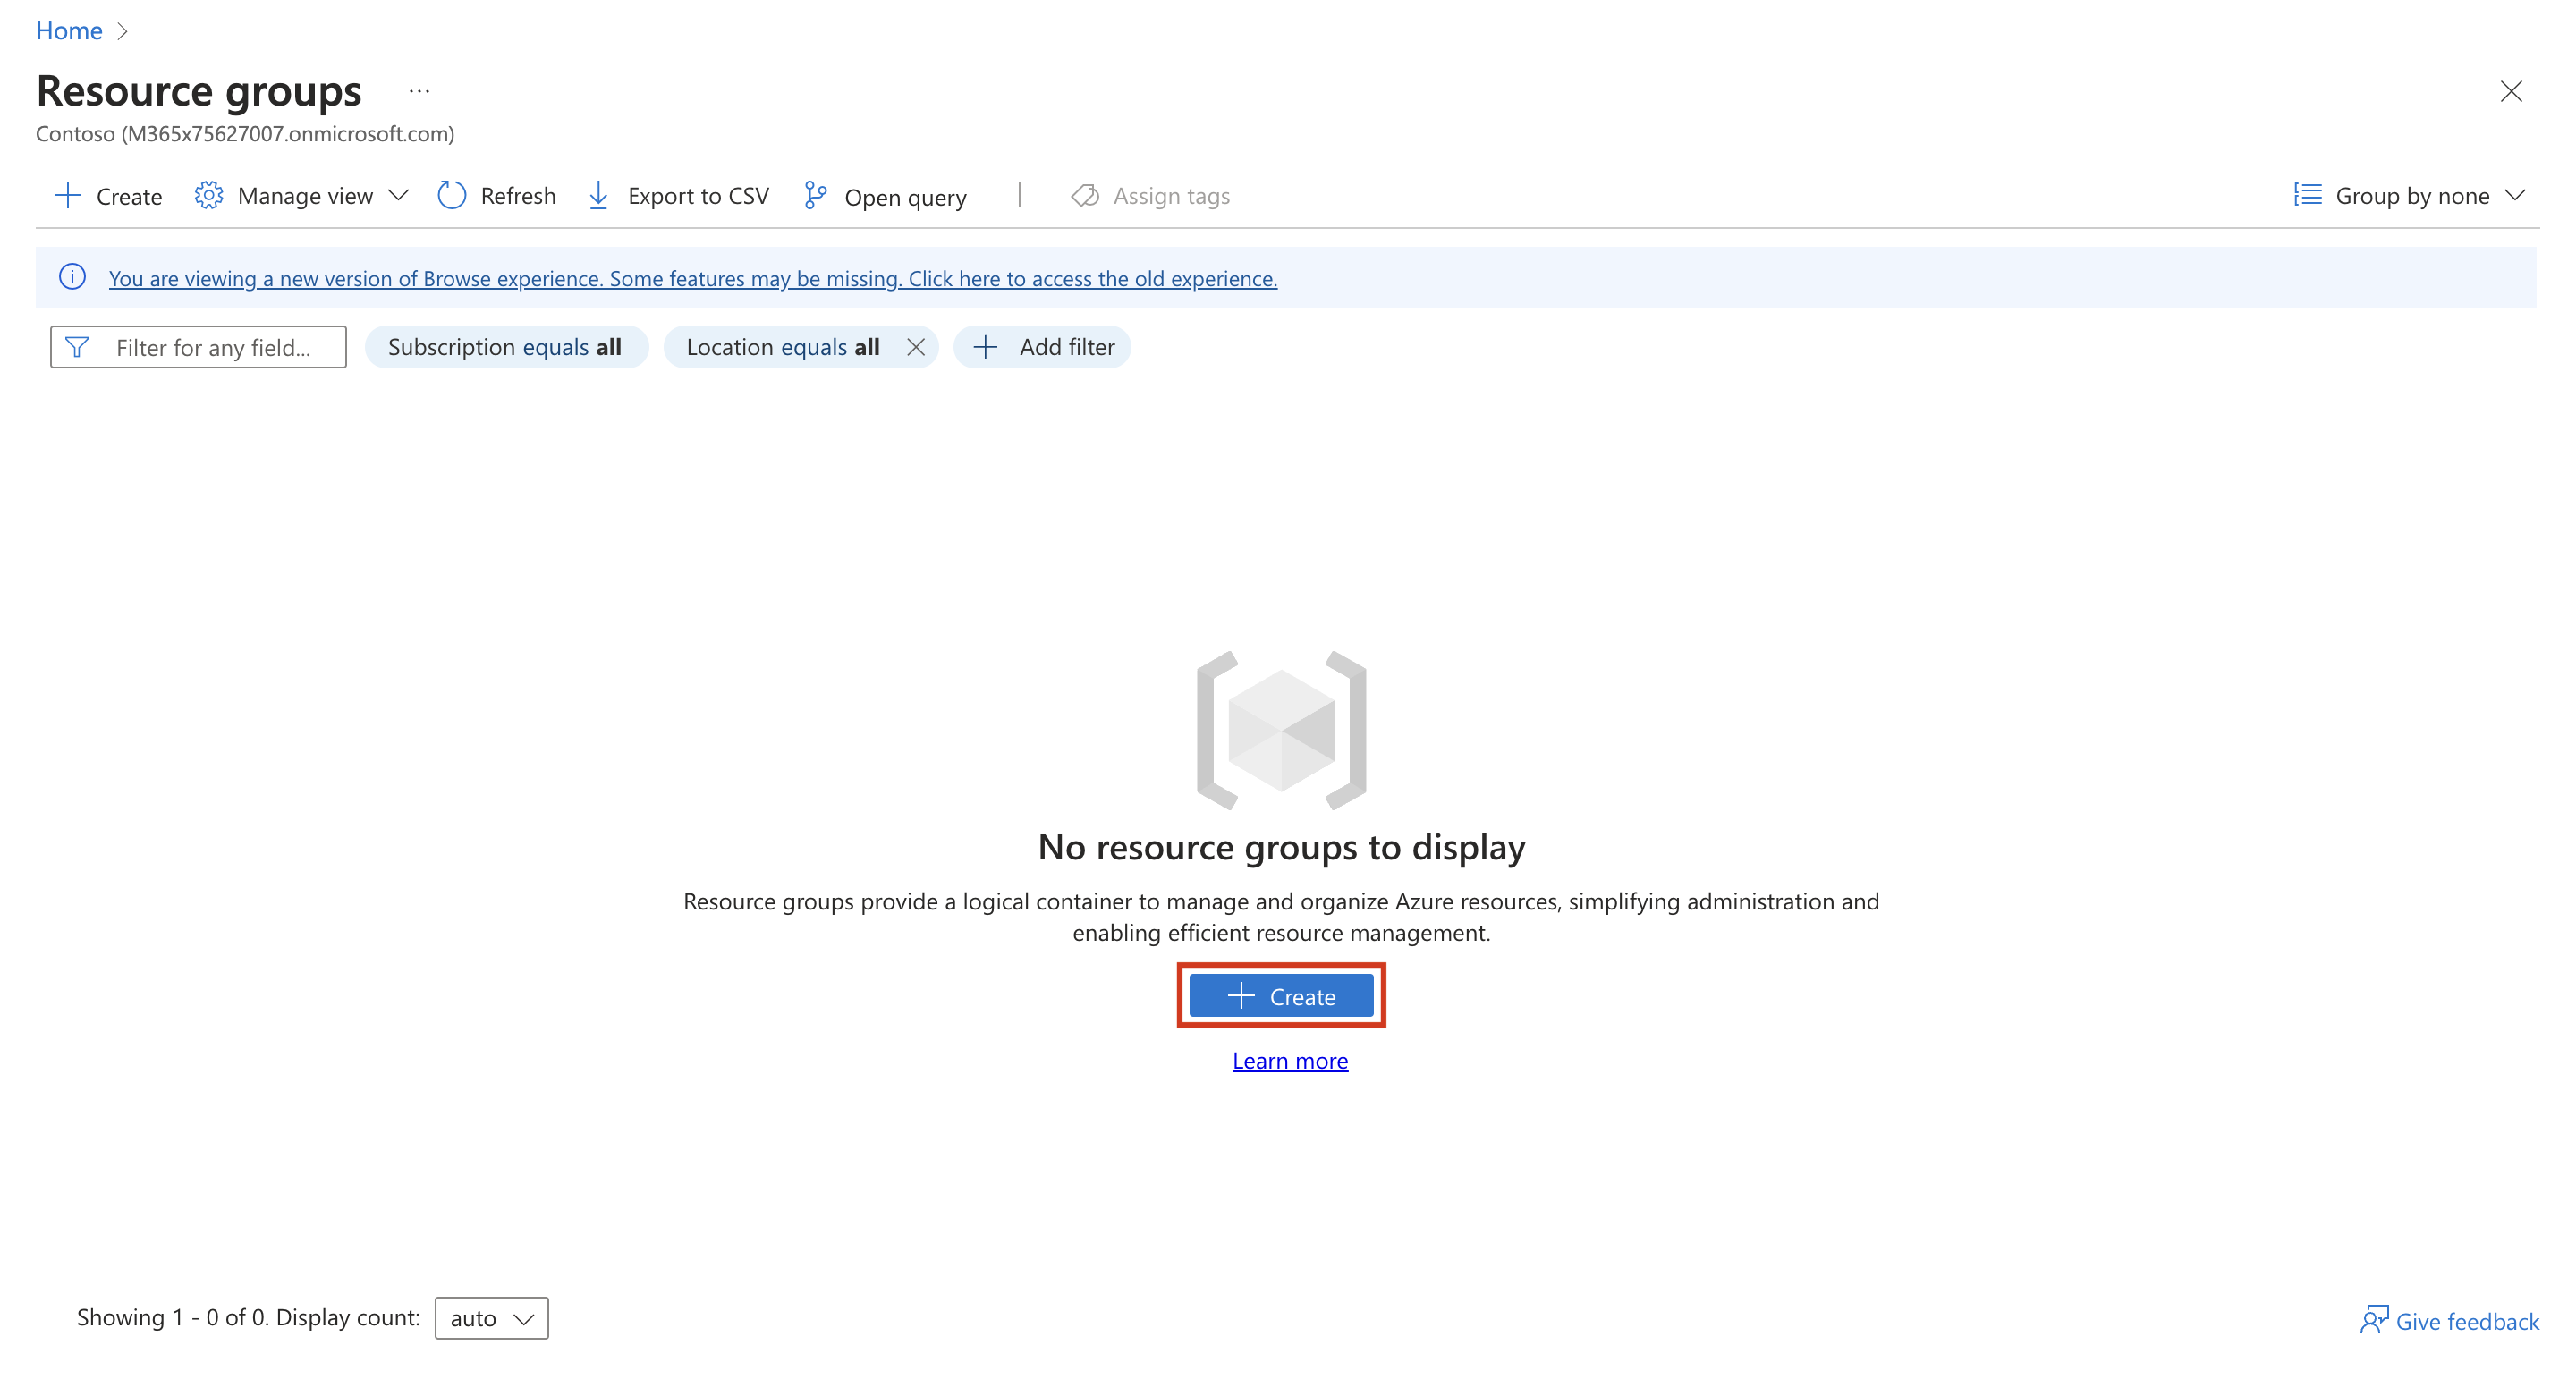 Home
Resource groups ...
Contoso (M365x75627007.onmicrosoft.com)
Create Manage view Refresh Export to CSV Open query | Assign tags Group by none
You are viewing a new version of Browse experience. Some features may be missing. Click here to access the old experience.
Filter for any field... Subscription equals all Location equals all Add filter
No resource groups to display
Resource groups provide a logical container to manage and organize Azure resources, simplifying administration and
enabling efficient resource management.
Create
Learn more
Showing 1 - 0 of 0. Display count: auto Give feedback